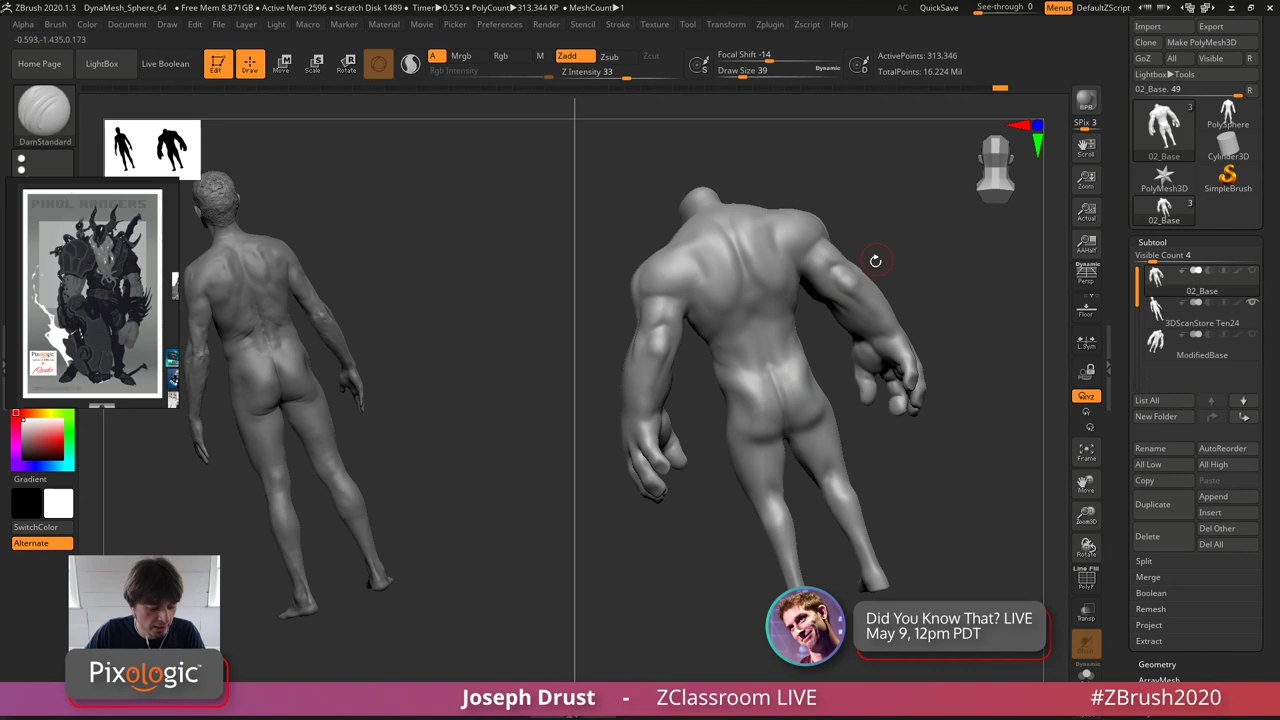 ZBrush 2020.1.3 DynaMesh_Sphere_64 • Free Mem 8.871GB • Active Mem 2596 • Scratch Disk 1489 • Timer▶0.553 • PolyCount▶313.344 KP • MeshCount▶1 AC QuickSave See-through 0 Menus DefaultZScript
Alpha Brush Color Document Draw Edit File Layer Light Macro Marker Material Movie Picker Preferences Render Stencil Stroke Texture Tool Transform Zplugin Zscript Help
-0.593,-1.435,0.173
Home Page LightBox Live Boolean Edit Draw Move Scale Rotate
A Mrgb Rgb M Zadd Zsub Zcut
Rgb Intensity Z Intensity 33
Focal Shift -14
Draw Size 39 Dynamic
ActivePoints: 313,346
TotalPoints: 16.224 Mil
S
D
DamStandard
PIXOL
Pixologic
Gradient
SwitchColor
Alternate
BPR
SPix 3
Scroll
Zoom
Actual
AAHalf
Dynamic
Persp
Floor
L.Sym
XYZ
Frame
Move
Zoom3D
Rotate
Line Fill
PolyF
Transp
Ghost
Dynamic
Import Export
Clone Make PolyMesh3D
GoZ All Visible R
Lightbox▶Tools
02_Base. 49 R
3
02_Base PolySphere
Cylinder3D
PolyMesh3D SimpleBrush
3
02_Base
Subtool
Visible Count 4
02_Base
3DScanStore Ten24
ModifiedBase
List All
New Folder
Rename AutoReorder
All Low All High
Copy Paste
Duplicate Append
Insert
Delete Del Other
Del All
Split
Merge
Boolean
Remesh
Project
Extract
Geometry
ArrayMesh
Did You Know That? LIVE
May 9, 12pm PDT
Pixologic™
Joseph Drust - ZClassroom LIVE #ZBrush2020